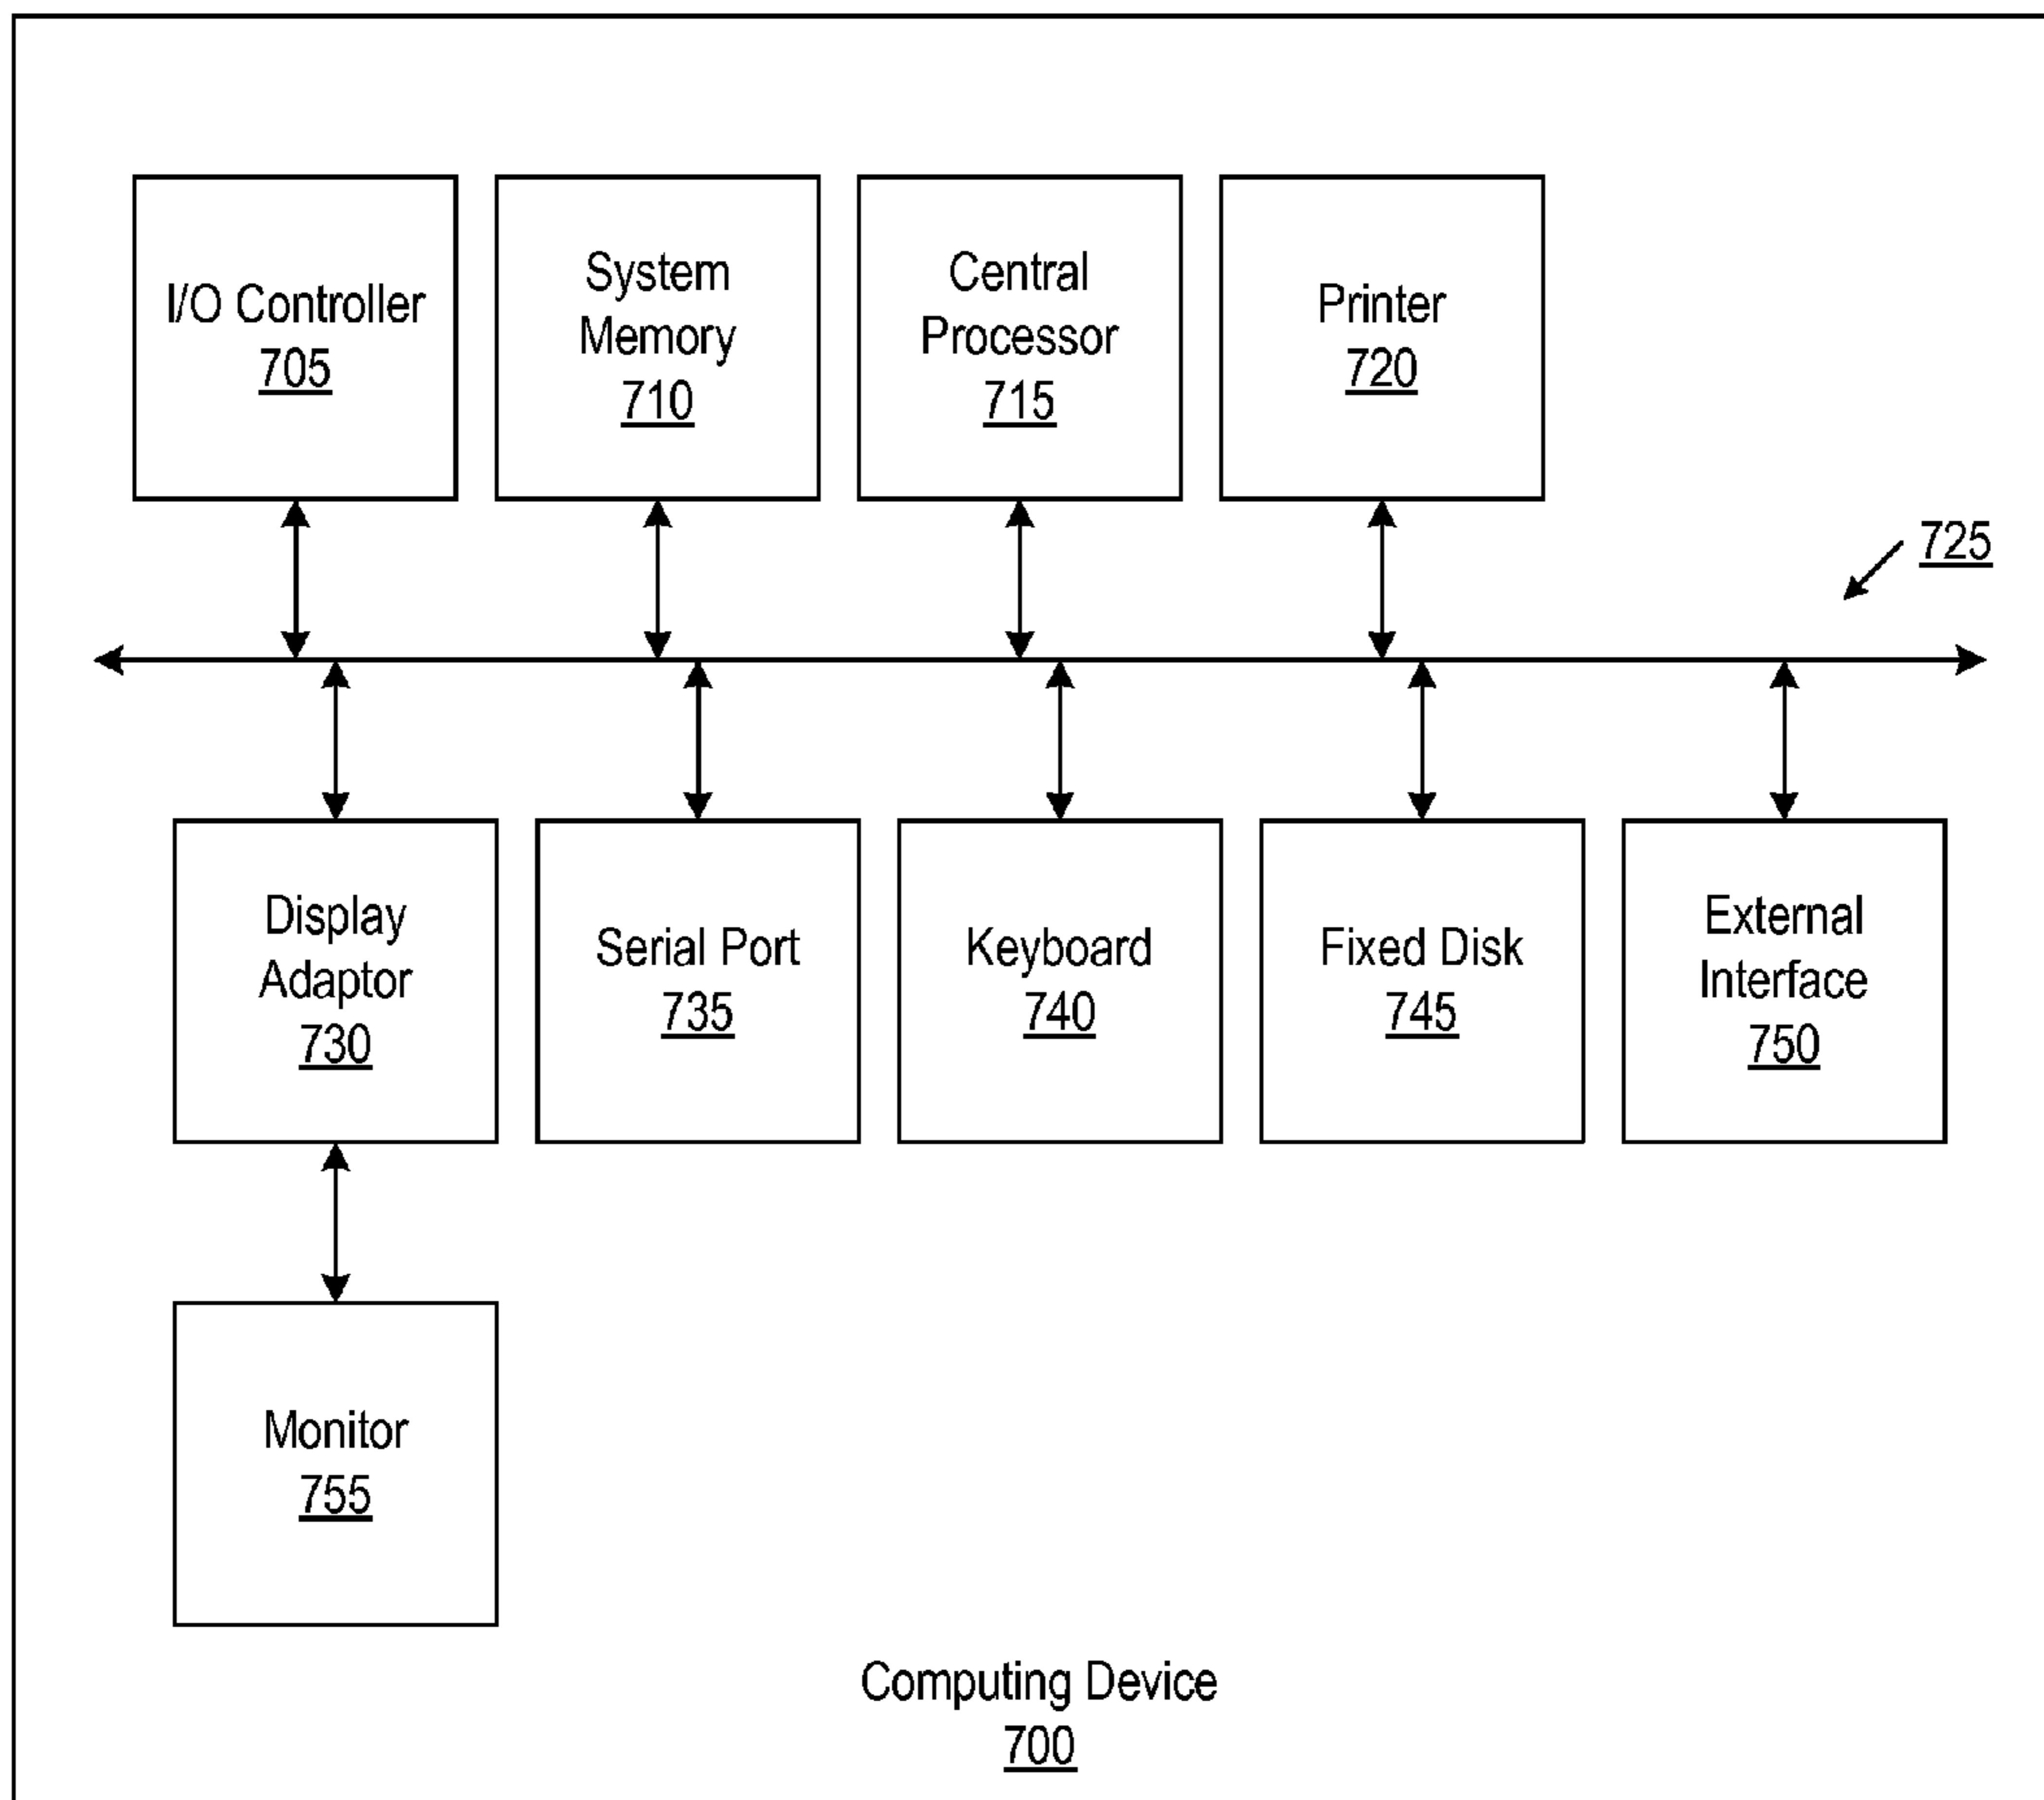 I/O Controller
705
System
Memory
710
Central
Processor
715
Printer
720
725
Display
Adaptor
730
Serial Port
735
Keyboard
740
Fixed Disk
745
External
Interface
750
Monitor
755
Computing Device
700